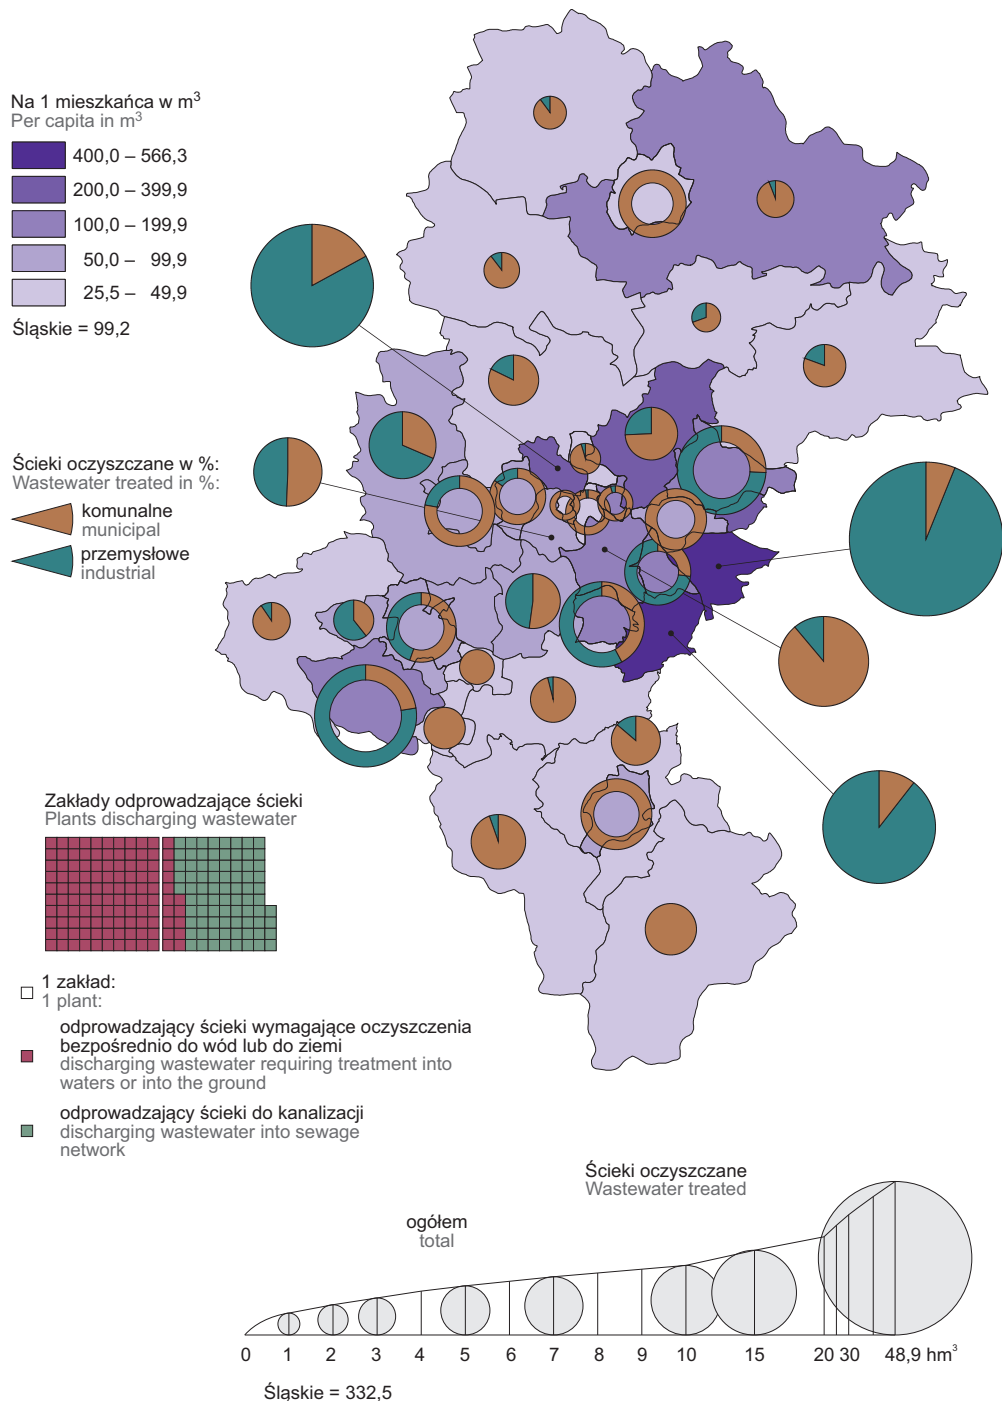 Na 1 mieszkańca w m³
Per capita in m³
400,0 – 566,3
200,0 – 399,9
100,0 – 199,9
50,0 – 99,9
25,5 – 49,9
Śląskie = 99,2
Ścieki oczyszczane w %:
Wastewater treated in %:
komunalne
municipal
przemysłowe
industrial
Zakłady odprowadzające ścieki
Plants discharging wastewater
1 zakład:
1 plant:
odprowadzający ścieki wymagające oczyszczenia
bezpośrednio do wód lub do ziemi
discharging wastewater requiring treatment into
waters or into the ground
odprowadzający ścieki do kanalizacji
discharging wastewater into sewage
network
Ścieki oczyszczane
Wastewater treated
ogółem
total
0 1 2 3 4 5 6 7 8 9 10 15 20 30 48,9 hm³
Śląskie = 332,5